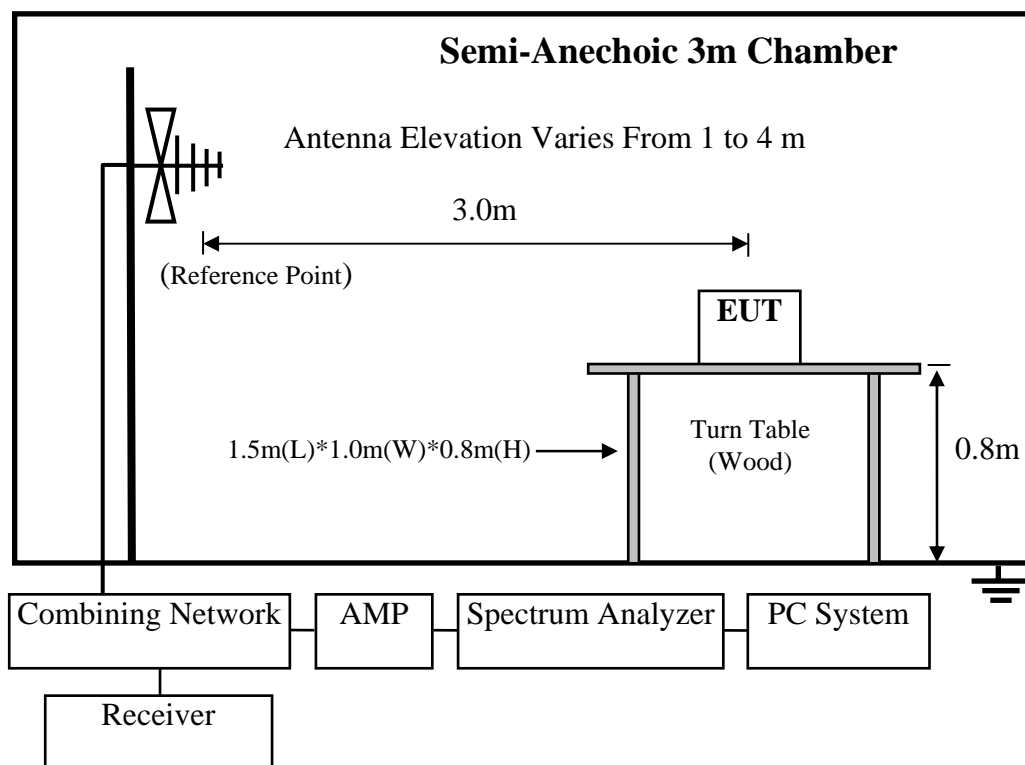 Semi-Anechoic 3m Chamber
Antenna Elevation Varies From 1 to 4 m
3.0m
(Reference Point)
EUT
1.5m(L)*1.0m(W)*0.8m(H)
Turn Table
(Wood)
0.8m
Combining Network
AMP
Spectrum Analyzer
PC System
Receiver